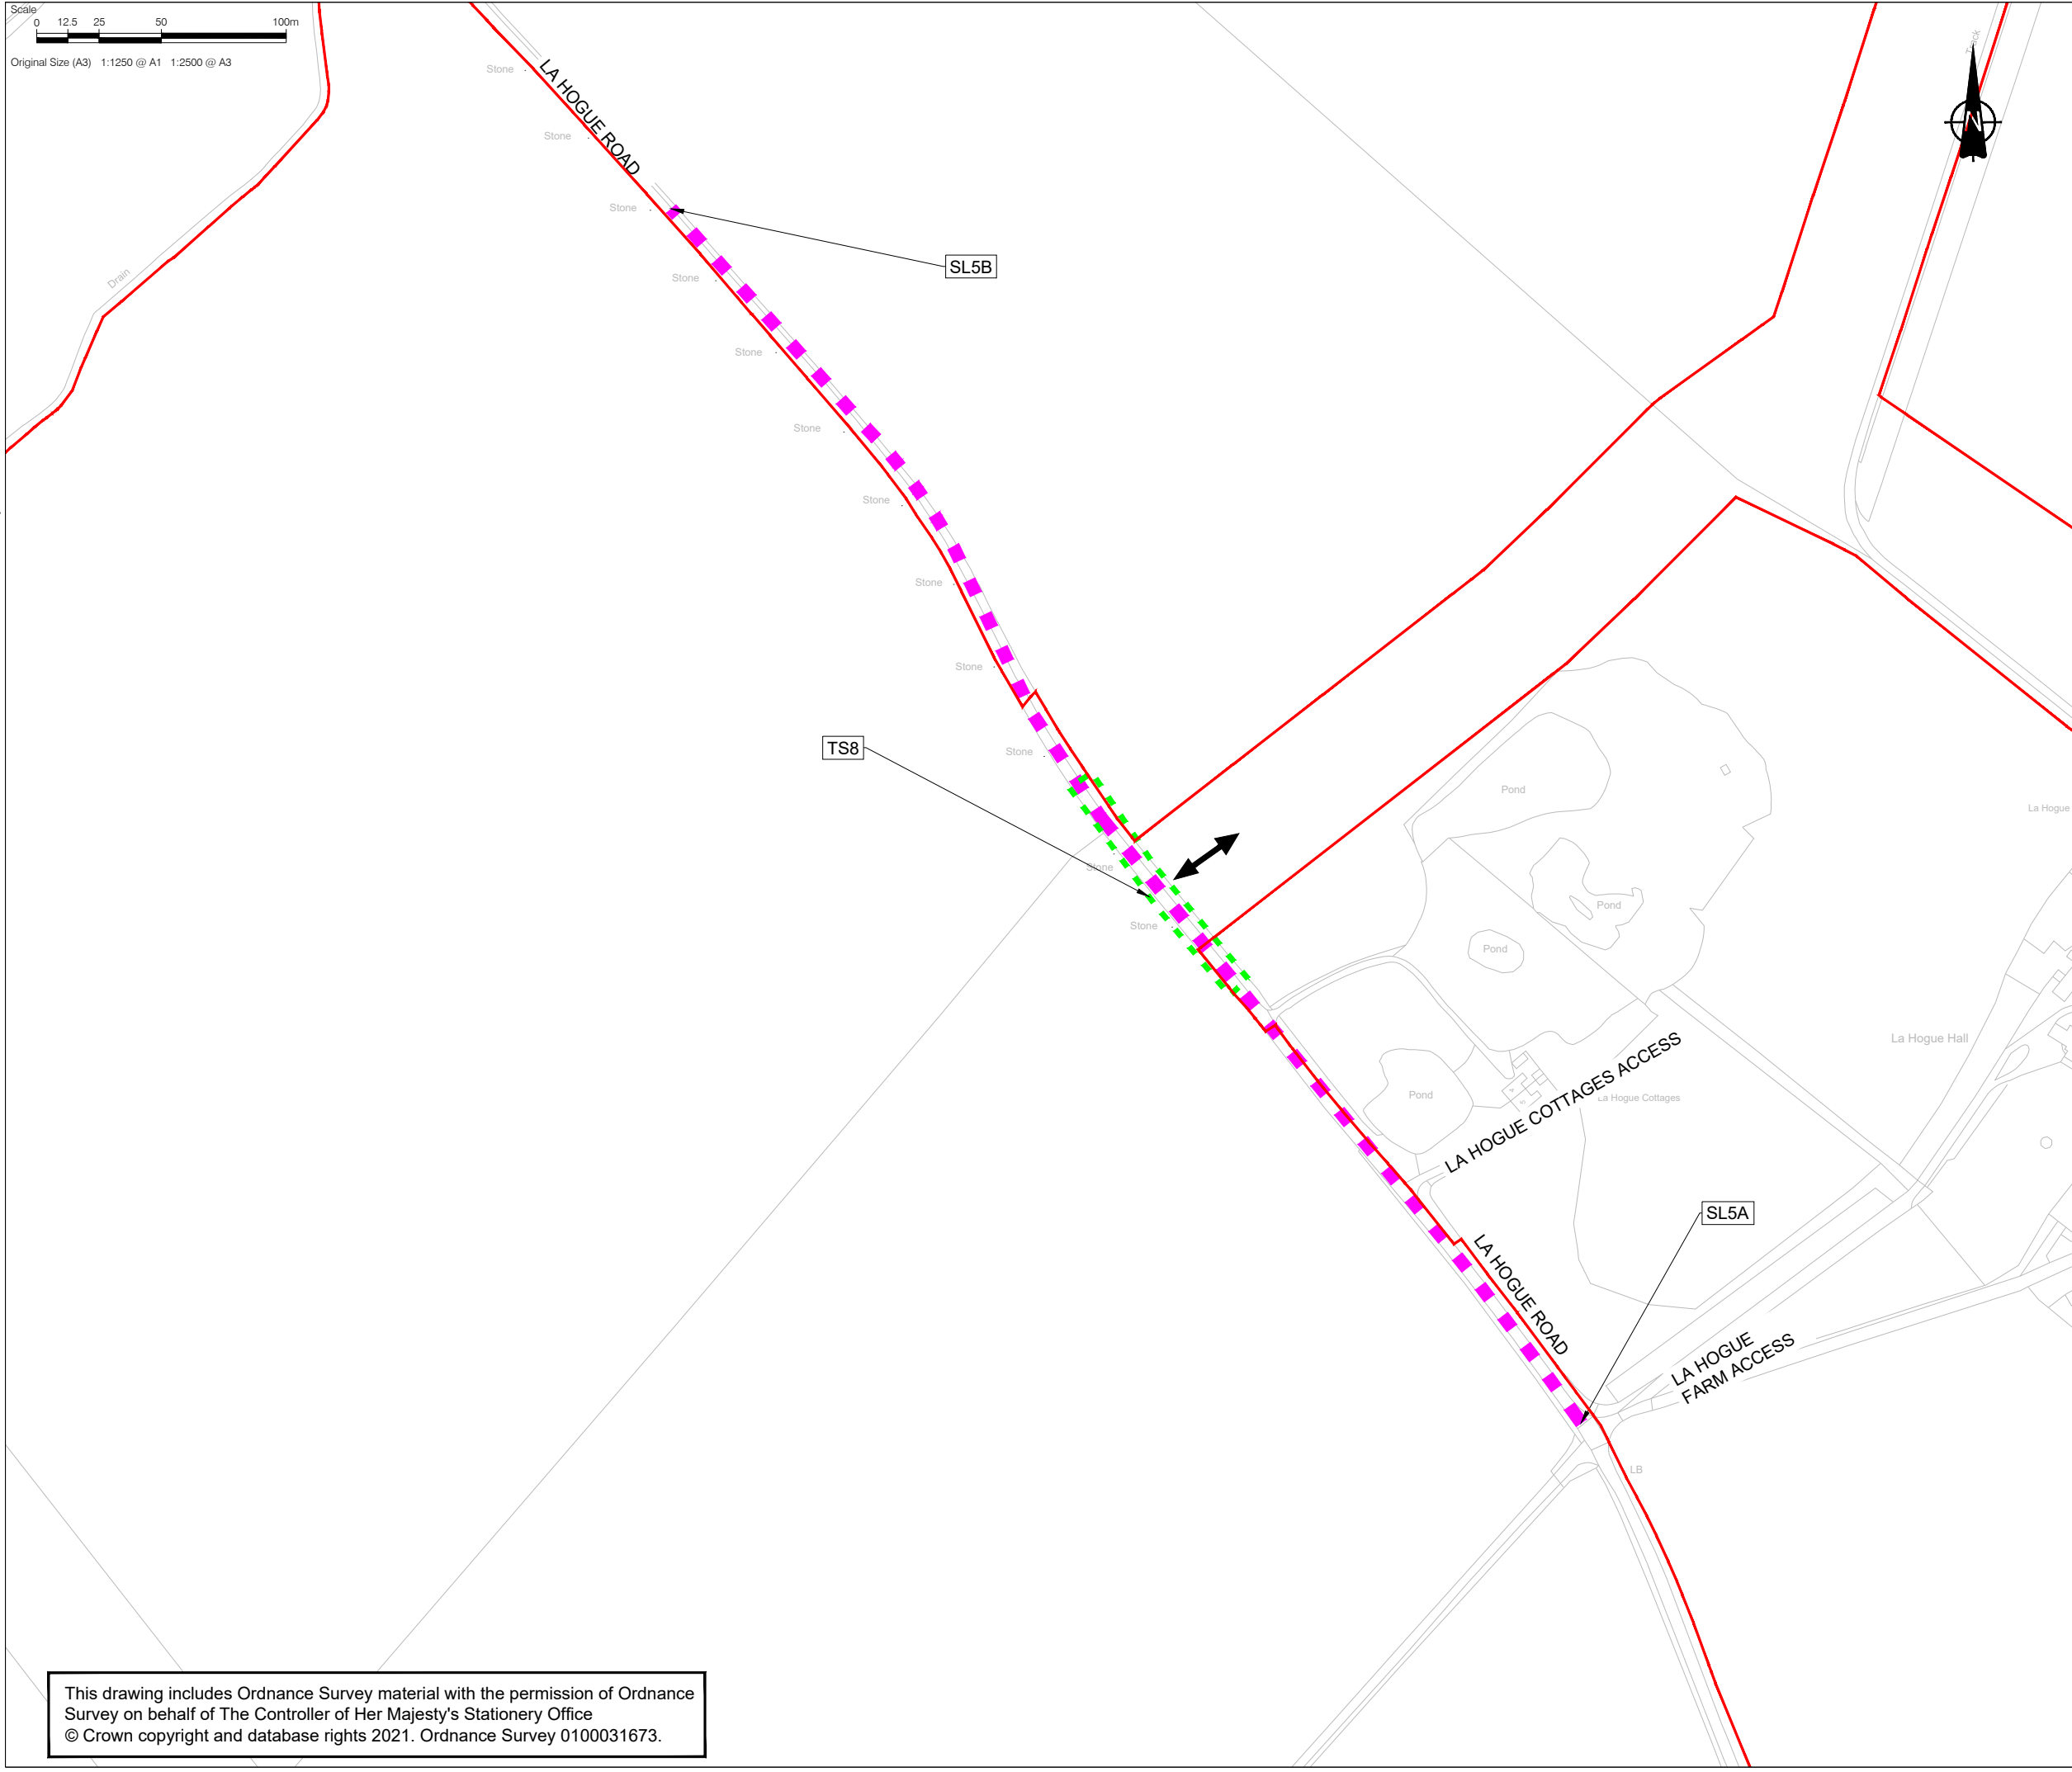 Scale
0 12.5 25 50 100m
Original Size (A3) 1:1250 @ A1 1:2500 @ A3
Track
N
Stone
LA HOGUE ROAD
Stone
Stone
SL5B
Drain
Stone
Stone
Stone
Stone
Stone
Stone
TS8
Stone
Pond
La Hogue
Stone
Pond
Stone
Pond
La Hogue Hall
LA HOGUE COTTAGES ACCESS
Pond
La Hogue Cottages
SL5A
LA HOGUE ROAD
LA HOGUE
FARM ACCESS
LB
This drawing includes Ordnance Survey material with the permission of Ordnance
Survey on behalf of The Controller of Her Majesty's Stationery Office
© Crown copyright and database rights 2021. Ordnance Survey 0100031673.